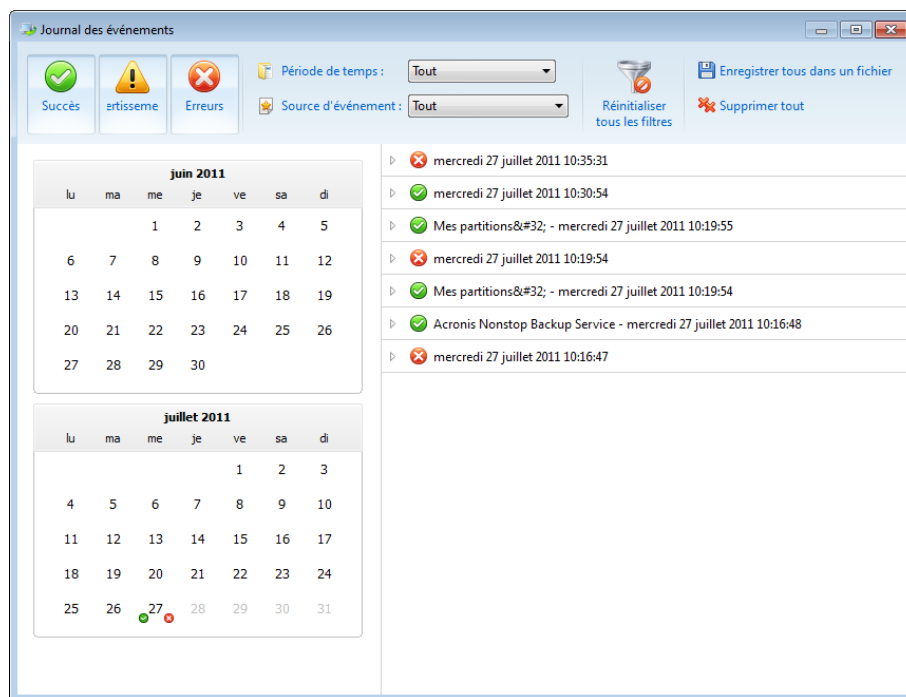 Journal des événements
Succès
ertisseme
Erreurs
Période de temps :
Tout
Source d'événement :
Tout
Réinitialiser
tous les filtres
Enregistrer tous dans un fichier
Supprimer tout
juin 2011
lu ma me je ve sa di
1 2 3 4 5
6 7 8 9 10 11 12
13 14 15 16 17 18 19
20 21 22 23 24 25 26
27 28 29 30
juillet 2011
lu ma me je ve sa di
1 2 3
4 5 6 7 8 9 10
11 12 13 14 15 16 17
18 19 20 21 22 23 24
25 26 27 28 29 30 31
mercredi 27 juillet 2011 10:35:31
mercredi 27 juillet 2011 10:30:54
Mes partitions&#32; - mercredi 27 juillet 2011 10:19:55
mercredi 27 juillet 2011 10:19:54
Mes partitions&#32; - mercredi 27 juillet 2011 10:19:54
Acronis Nonstop Backup Service - mercredi 27 juillet 2011 10:16:48
mercredi 27 juillet 2011 10:16:47